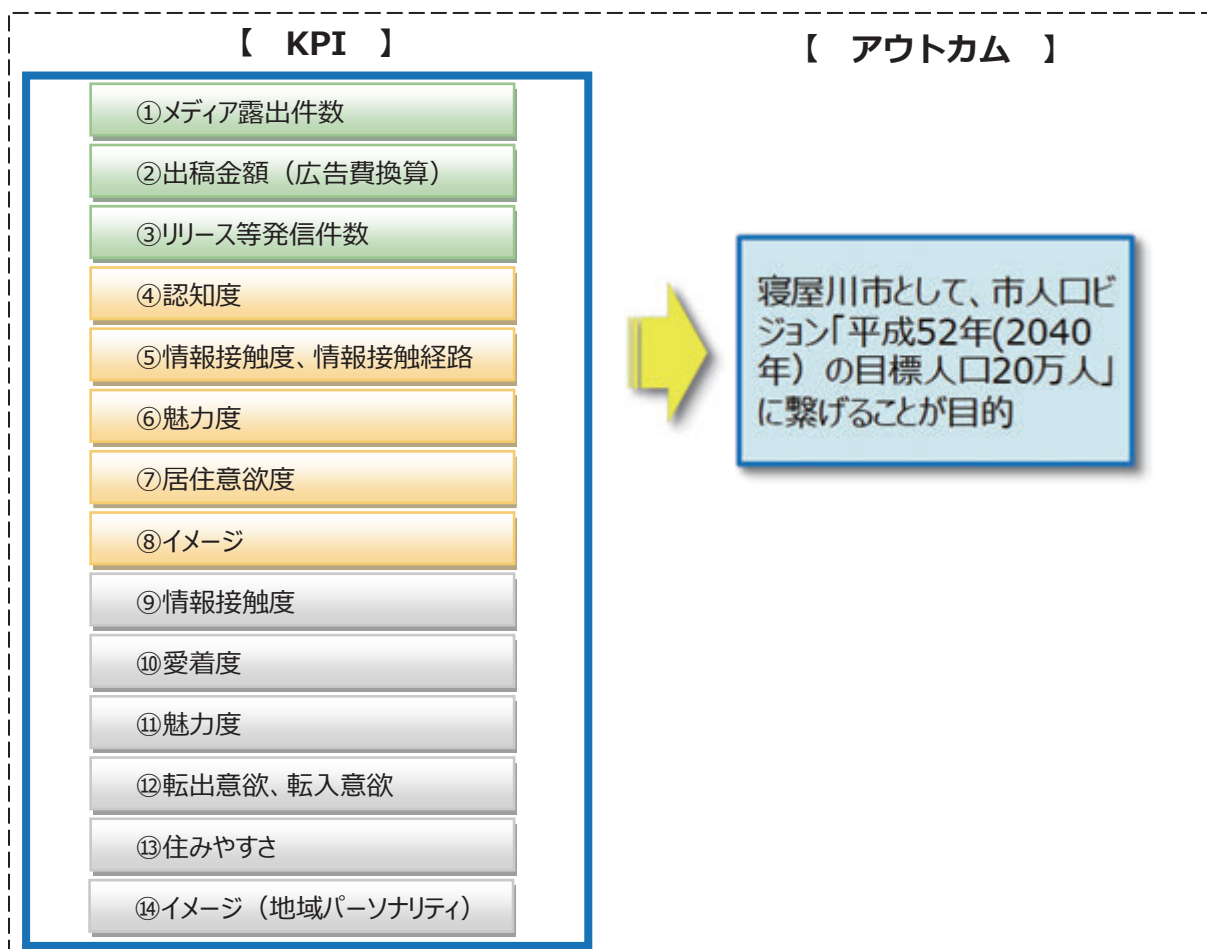 【 KPI 】
①メディア露出件数
②出稿金額（広告費換算）
③リリース等発信件数
④認知度
⑤情報接触度、情報接触経路
⑥魅力度
⑦居住意欲度
⑧イメージ
⑨情報接触度
⑩愛着度
⑪魅力度
⑫転出意欲、転入意欲
⑬住みやすさ
⑭イメージ（地域パーソナリティ）
【 アウトカム 】
寝屋川市として、市人口ビ
ジョン「平成52年(2040
年）の目標人口20万人」
に繋げることが目的